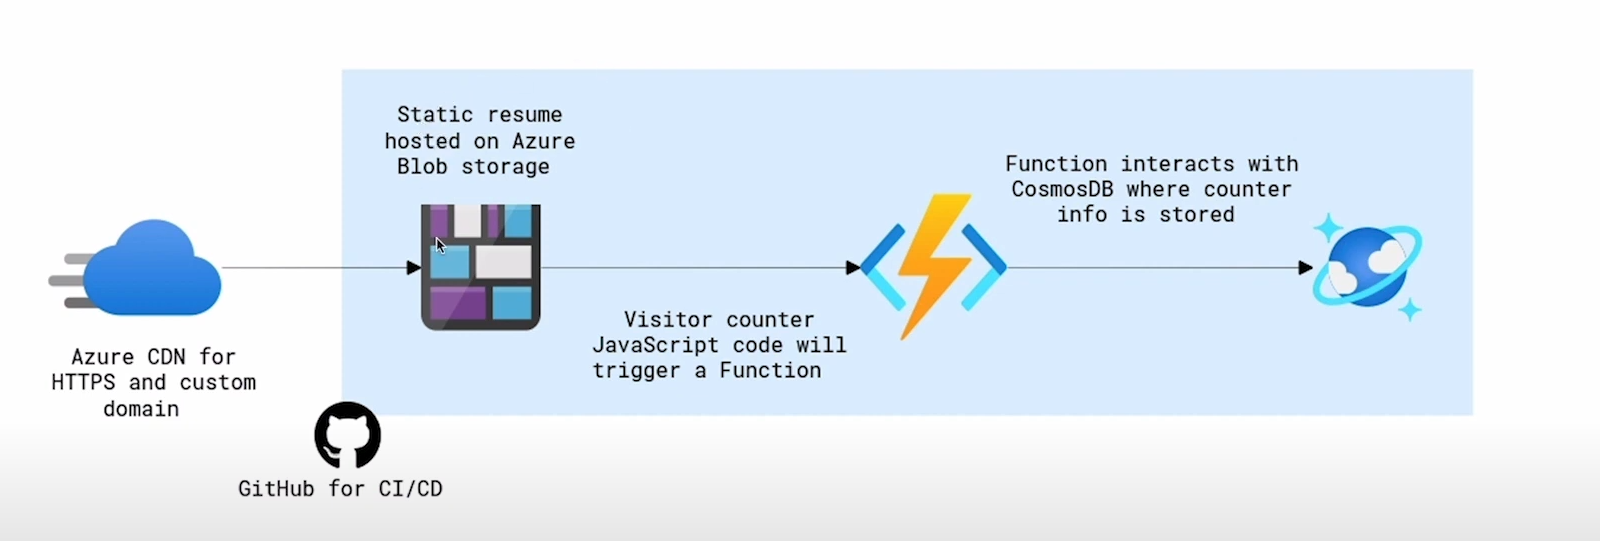 Static resume
hosted on Azure
Blob storage
Function interacts with
CosmosDB where counter
info is stored
Visitor counter
JavaScript code will
trigger a Function
Azure CDN for
HTTPS and custom
domain
GitHub for CI/CD